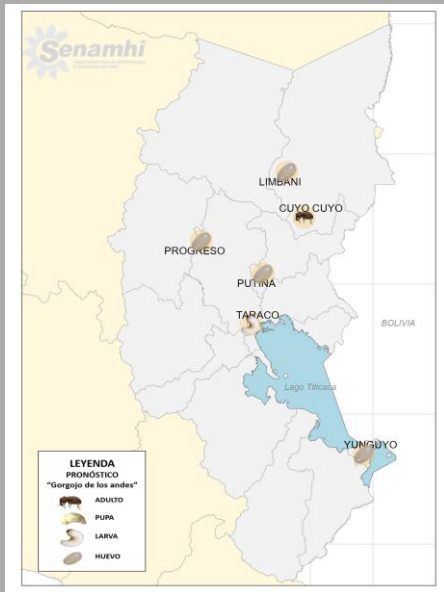 Senamhi
LIMBANI
CUYO CUYO
PROGRESO
PUTINA
TARACO
BOLIVIA
Lago Titicaca
YUNGUYO
LEYENDA
PRONÓSTICO
"Gorgojo de los andes"
ADULTO
PUPA
LARVA
HUEVO